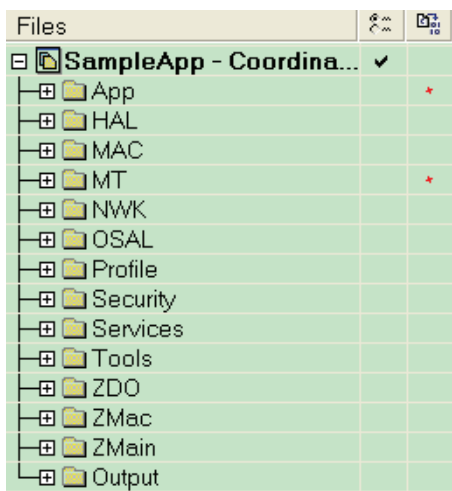 Files
SampleApp - Coordina...
App
HAL
MAC
MT
NWK
OSAL
Profile
Security
Services
Tools
ZDO
ZMac
ZMain
Output